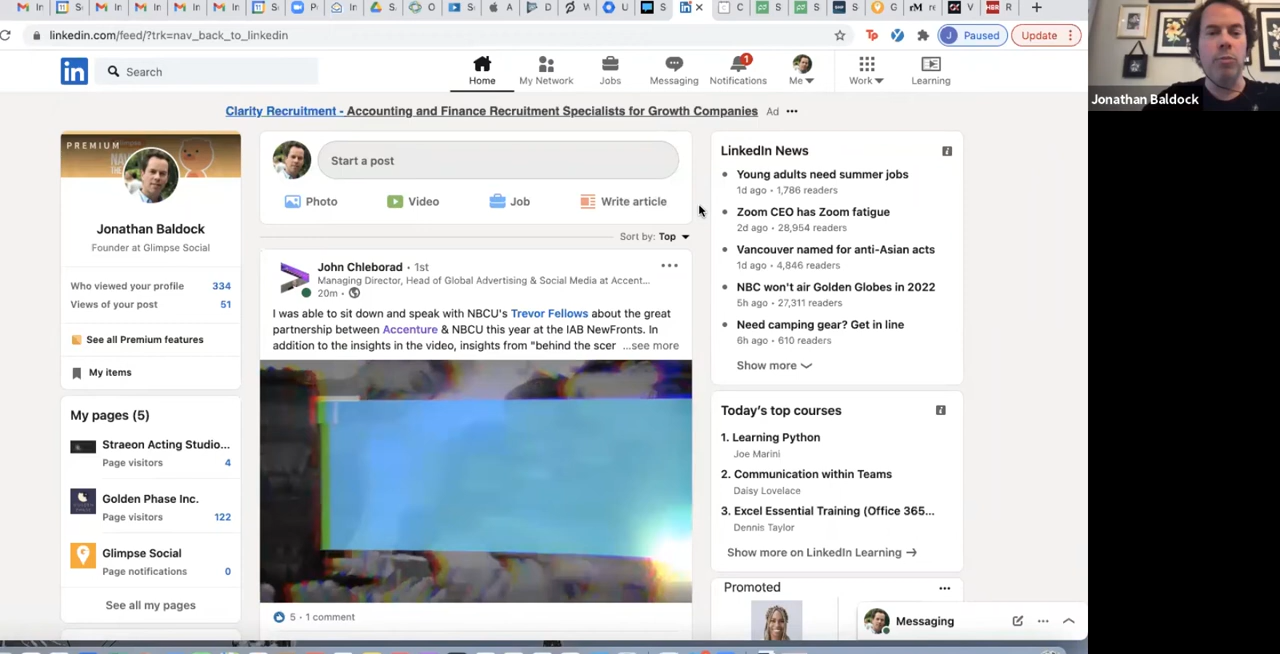 linkedin.com/feed/?trk=nav_back_to_linkedin
J Paused
Update
in
Search
Home
My Network
Jobs
Messaging
Notifications
1
Me
Work
Learning
Clarity Recruitment - Accounting and Finance Recruitment Specialists for Growth Companies Ad
PREMIUM
Jonathan Baldock
Founder at Glimpse Social
Who viewed your profile 334
Views of your post 51
See all Premium features
My items
My pages (5)
Straeon Acting Studio...
Page visitors 4
Golden Phase Inc.
Page visitors 122
Glimpse Social
Page notifications 0
See all my pages
Start a post
Photo
Video
Job
Write article
Sort by: Top
John Chleborad • 1st
Managing Director, Head of Global Advertising & Social Media at Accent...
20m •
I was able to sit down and speak with NBCU's Trevor Fellows about the great
partnership between Accenture & NBCU this year at the IAB NewFronts. In
addition to the insights in the video, insights from "behind the scer ...see more
5 • 1 comment
LinkedIn News
Young adults need summer jobs
1d ago • 1,786 readers
Zoom CEO has Zoom fatigue
2d ago • 28,954 readers
Vancouver named for anti-Asian acts
1d ago • 4,846 readers
NBC won't air Golden Globes in 2022
5h ago • 27,311 readers
Need camping gear? Get in line
6h ago • 610 readers
Show more
Today's top courses
1. Learning Python
Joe Marini
2. Communication within Teams
Daisy Lovelace
3. Excel Essential Training (Office 365...
Dennis Taylor
Show more on LinkedIn Learning →
Promoted
Messaging
Jonathan Baldock